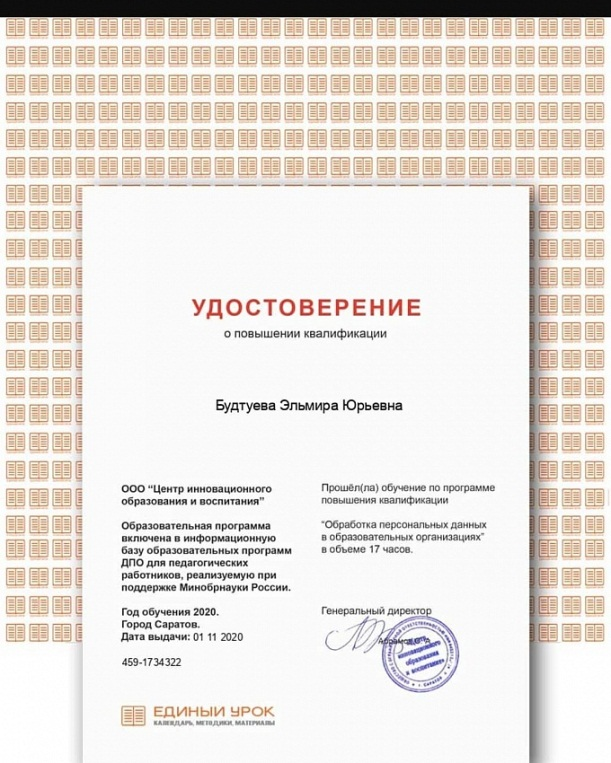 УДОСТОВЕРЕНИЕ
о повышении квалификации
Будтуева Эльмира Юрьевна
ООО “Центр инновационного
образования и воспитания”
Образовательная программа
включена в информационную
базу образовательных программ
ДПО для педагогических
работников, реализуемую при
поддержке Минобрнауки России.
Год обучения 2020.
Город Саратов.
Дата выдачи: 01 11 2020
459-1734322
Прошёл(ла) обучение по программе
повышения квалификации
“Обработка персональных данных
в образовательных организациях”
в объеме 17 часов.
Генеральный директор
Абрамов
инновационного
образования
и воспитания»
ЕДИНЫЙ УРОК
КАЛЕНДАРЬ, МЕТОДИКИ, МАТЕРИАЛЫ